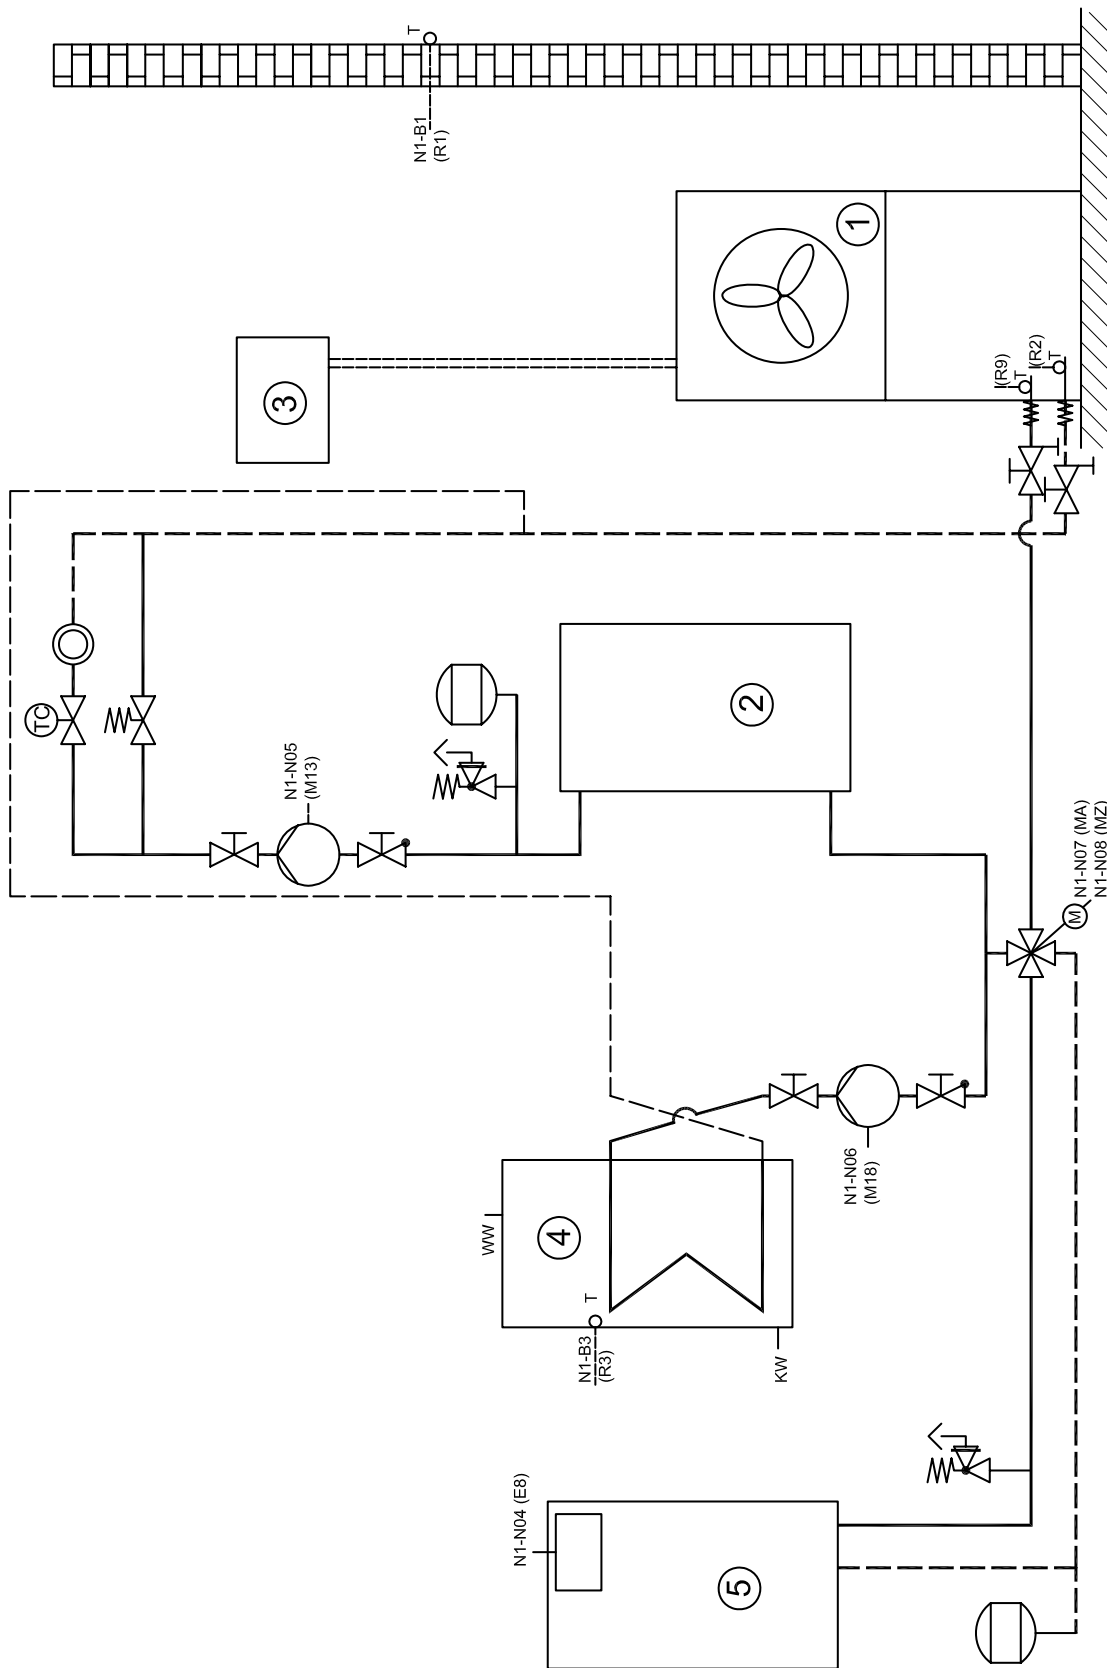 T
N1-B1
(R1)
1
3
(R9)
T
(R2)
T
TC
N1-N05
(M13)
2
M
N1-N07 (MA)
N1-N08 (MZ)
N1-N06
(M18)
WW
4
T
N1-B3
(R3)
KW
N1-N04 (E8)
5